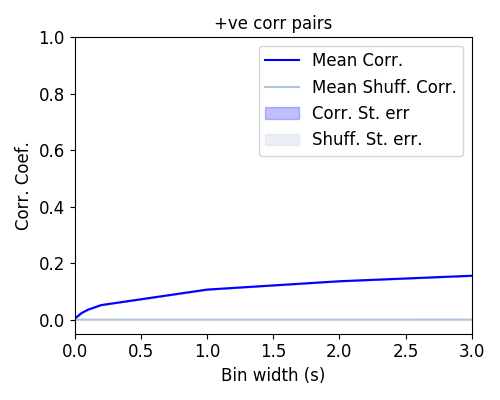 +ve corr pairs
1.0
0.8
0.6
0.4
0.2
0.0
Corr. Coef.
Mean Corr.
Mean Shuff. Corr.
Corr. St. err
Shuff. St. err.
0.0 0.5 1.0 1.5 2.0 2.5 3.0
Bin width (s)